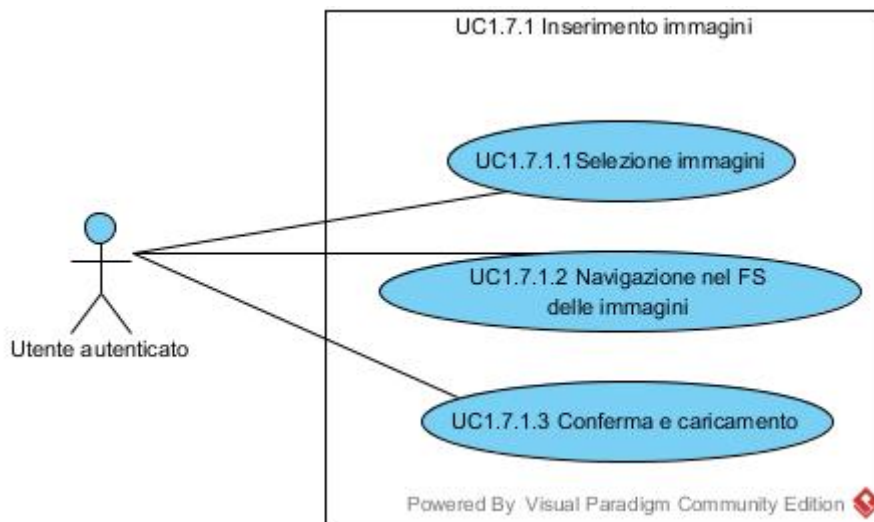 UC1.7.1 Inserimento immagini
UC1.7.1.1Selezione immagini
UC1.7.1.2 Navigazione nel FS
delle immagini
Utente autenticato
UC1.7.1.3 Conferma e caricamento
Powered By Visual Paradigm Community Edition